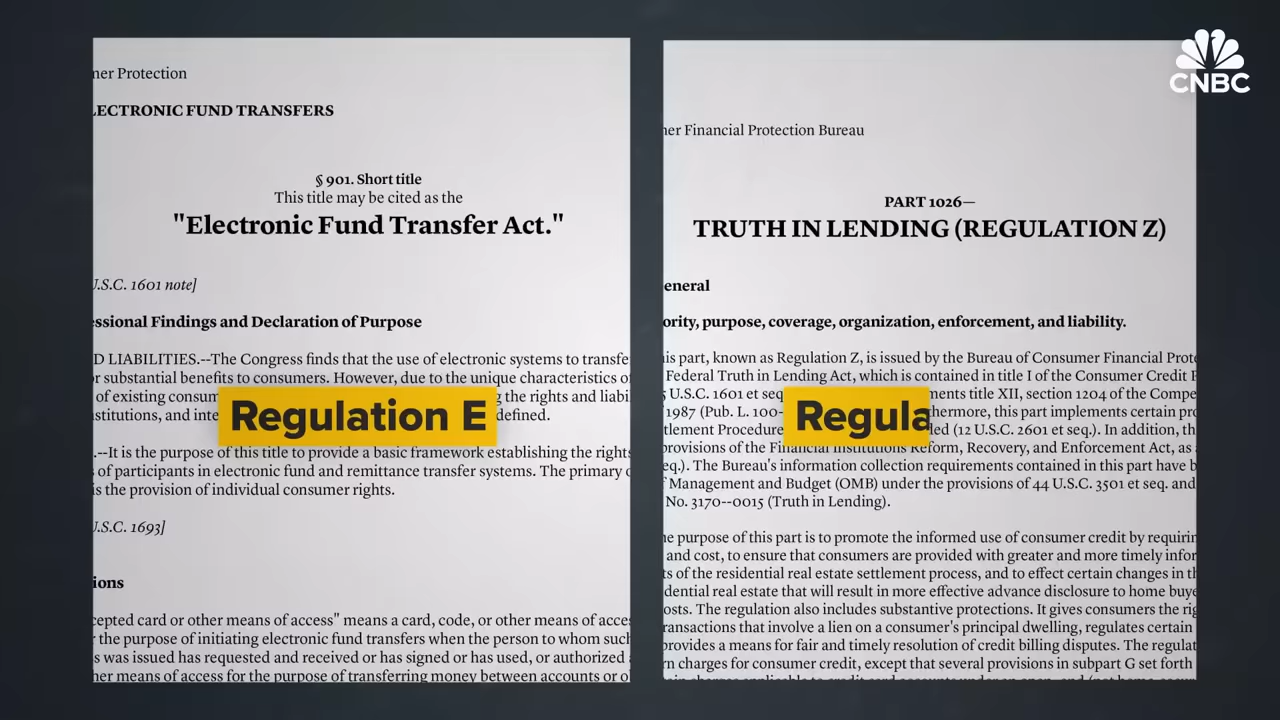 CNBC
ner Protection
LECTRONIC FUND TRANSFERS
§ 901. Short title
This title may be cited as the
"Electronic Fund Transfer Act."
U.S.C. 1601 note]
ssional Findings and Declaration of Purpose
D LIABILITIES.--The Congress finds that the use of electronic systems to transfe
r substantial benefits to consumers. However, due to the unique characteristics o
of existing consum g the rights and liabil
stitutions, and inte defined.
Regulation E
.--It is the purpose of this title to provide a basic framework establishing the rights
of participants in electronic fund and remittance transfer systems. The primary o
is the provision of individual consumer rights.
U.S.C. 1693]
ions
cepted card or other means of access" means a card, code, or other means of acces
r the purpose of initiating electronic fund transfers when the person to whom such
s was issued has requested and received or has signed or has used, or authorized
her means of access for the purpose of transferring money between accounts or o
ner Financial Protection Bureau
PART 1026—
TRUTH IN LENDING (REGULATION Z)
eneral
ority, purpose, coverage, organization, enforcement, and liability.
is part, known as Regulation Z, is issued by the Bureau of Consumer Financial Prote
Federal Truth in Lending Act, which is contained in title I of the Consumer Credit P
5 U.S.C. 1601 et seq ments title XII, section 1204 of the Compe
1987 (Pub. L. 100- hermore, this part implements certain pro
tlement Procedure ded (12 U.S.C. 2601 et seq.). In addition, th
Regula
provisions of the Financial Institutions Reform, Recovery, and Enforcement Act, as
eq.). The Bureau's information collection requirements contained in this part have b
f Management and Budget (OMB) under the provisions of 44 U.S.C. 3501 et seq. and
No. 3170--0015 (Truth in Lending).
he purpose of this part is to promote the informed use of consumer credit by requirin
and cost, to ensure that consumers are provided with greater and more timely infor
ts of the residential real estate settlement process, and to effect certain changes in th
dential real estate that will result in more effective advance disclosure to home buye
osts. The regulation also includes substantive protections. It gives consumers the rig
ransactions that involve a lien on a consumer's principal dwelling, regulates certain
provides a means for fair and timely resolution of credit billing disputes. The regulat
rn charges for consumer credit, except that several provisions in subpart G set forth